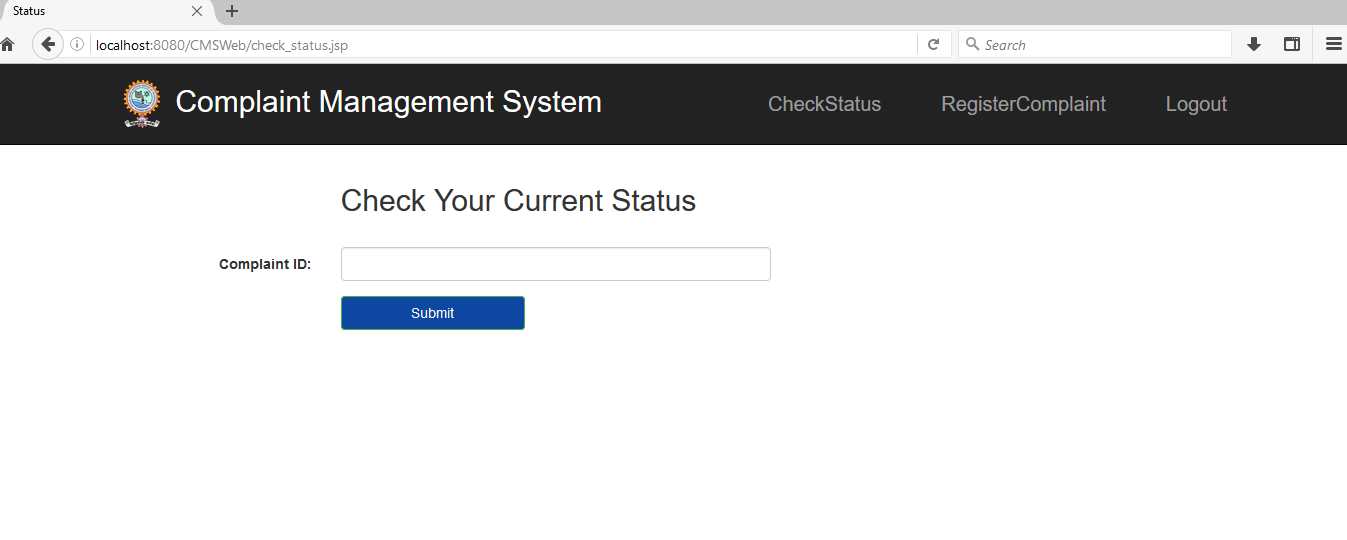 Status
localhost:8080/CMSWeb/check_status.jsp
Search
Complaint Management System
CheckStatus
RegisterComplaint
Logout
Check Your Current Status
Complaint ID:
Submit